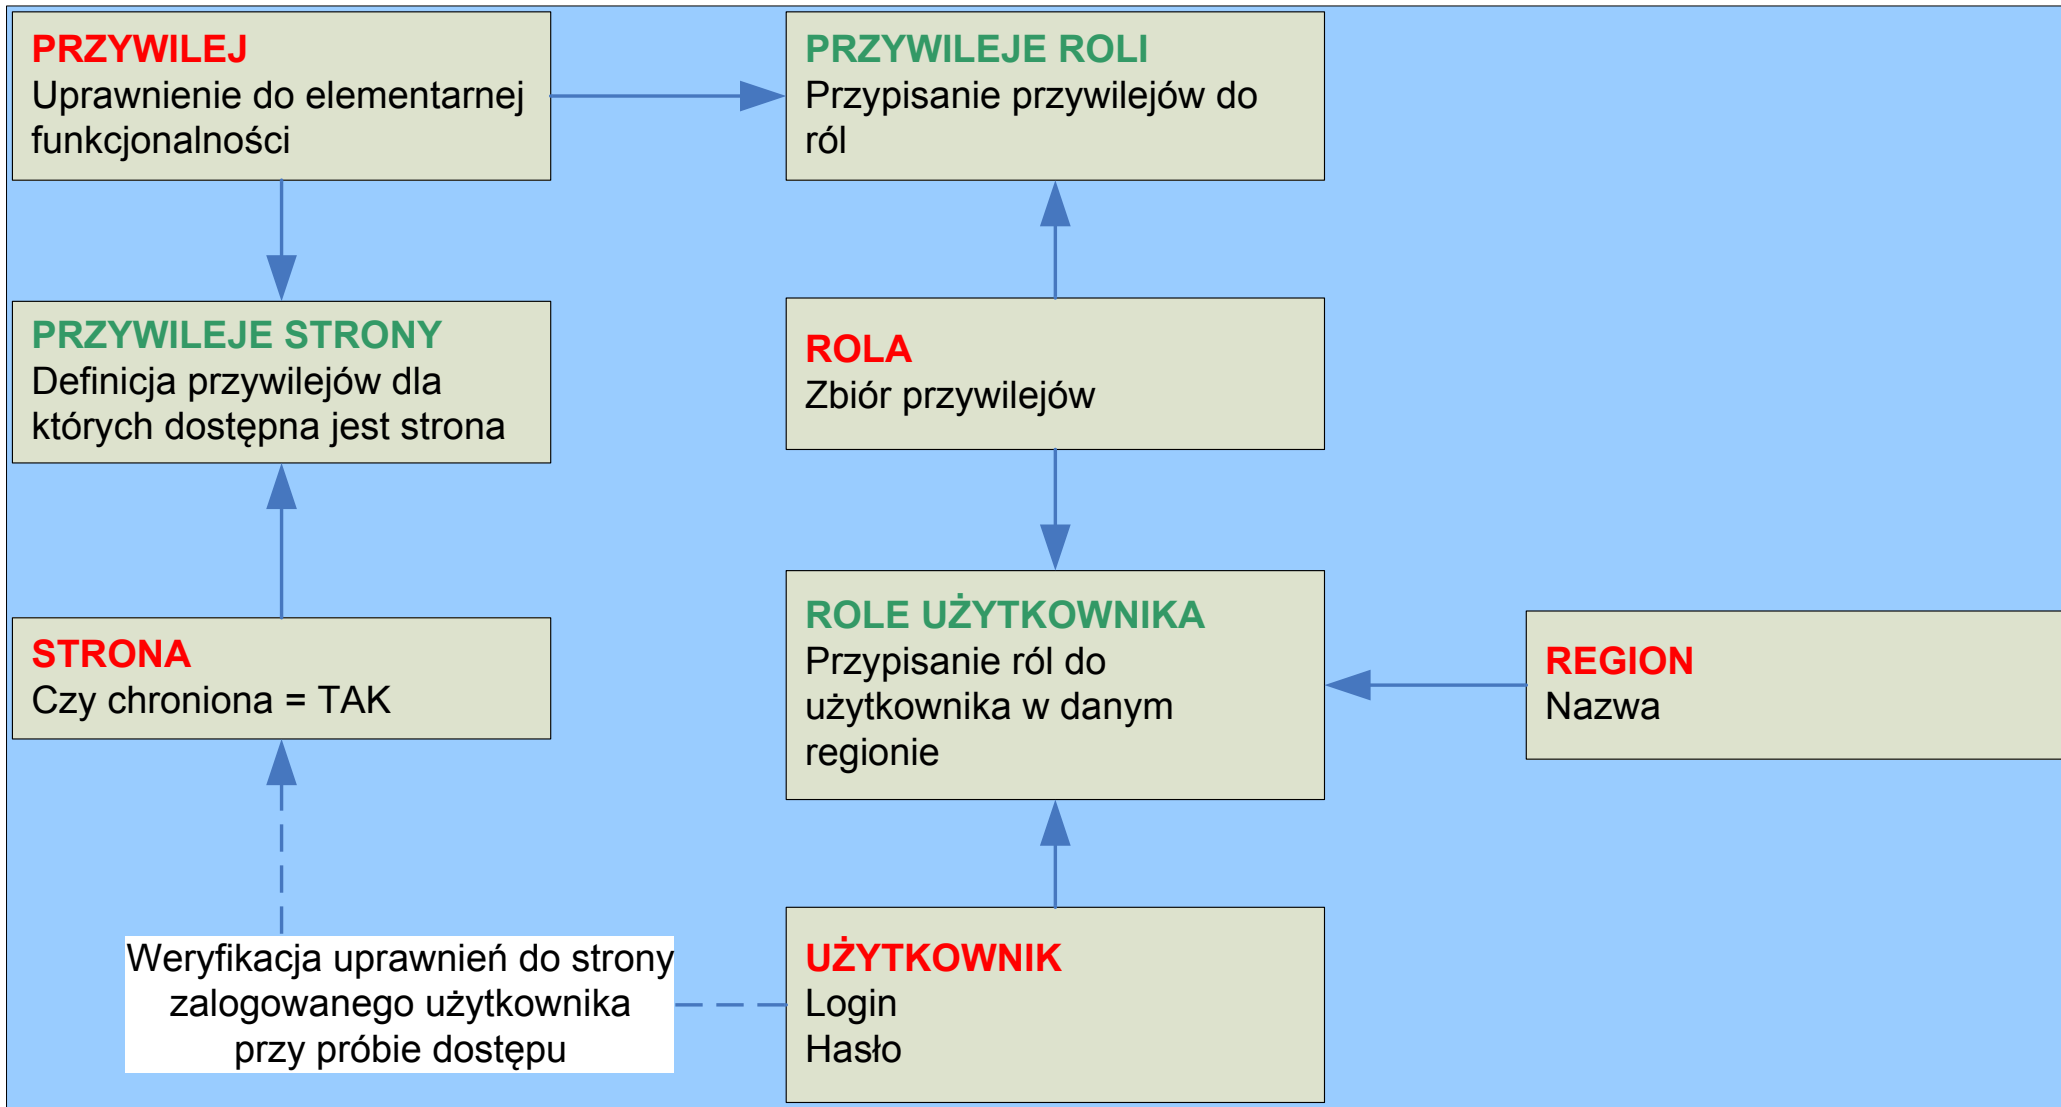 PRZYWILEJ
Uprawnienie do elementarnej
funkcjonalności
PRZYWILEJE ROLI
Przypisanie przywilejów do
ról
PRZYWILEJE STRONY
Definicja przywilejów dla
których dostępna jest strona
ROLA
Zbiór przywilejów
STRONA
Czy chroniona = TAK
ROLE UŻYTKOWNIKA
Przypisanie ról do
użytkownika w danym
regionie
REGION
Nazwa
Weryfikacja uprawnień do strony
zalogowanego użytkownika
przy próbie dostępu
UŻYTKOWNIK
Login
Hasło